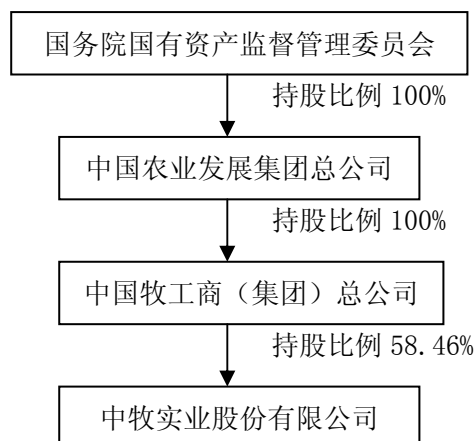 国务院国有资产监督管理委员会
持股比例 100%
中国农业发展集团总公司
持股比例 100%
中国牧工商（集团）总公司
持股比例 58.46%
中牧实业股份有限公司